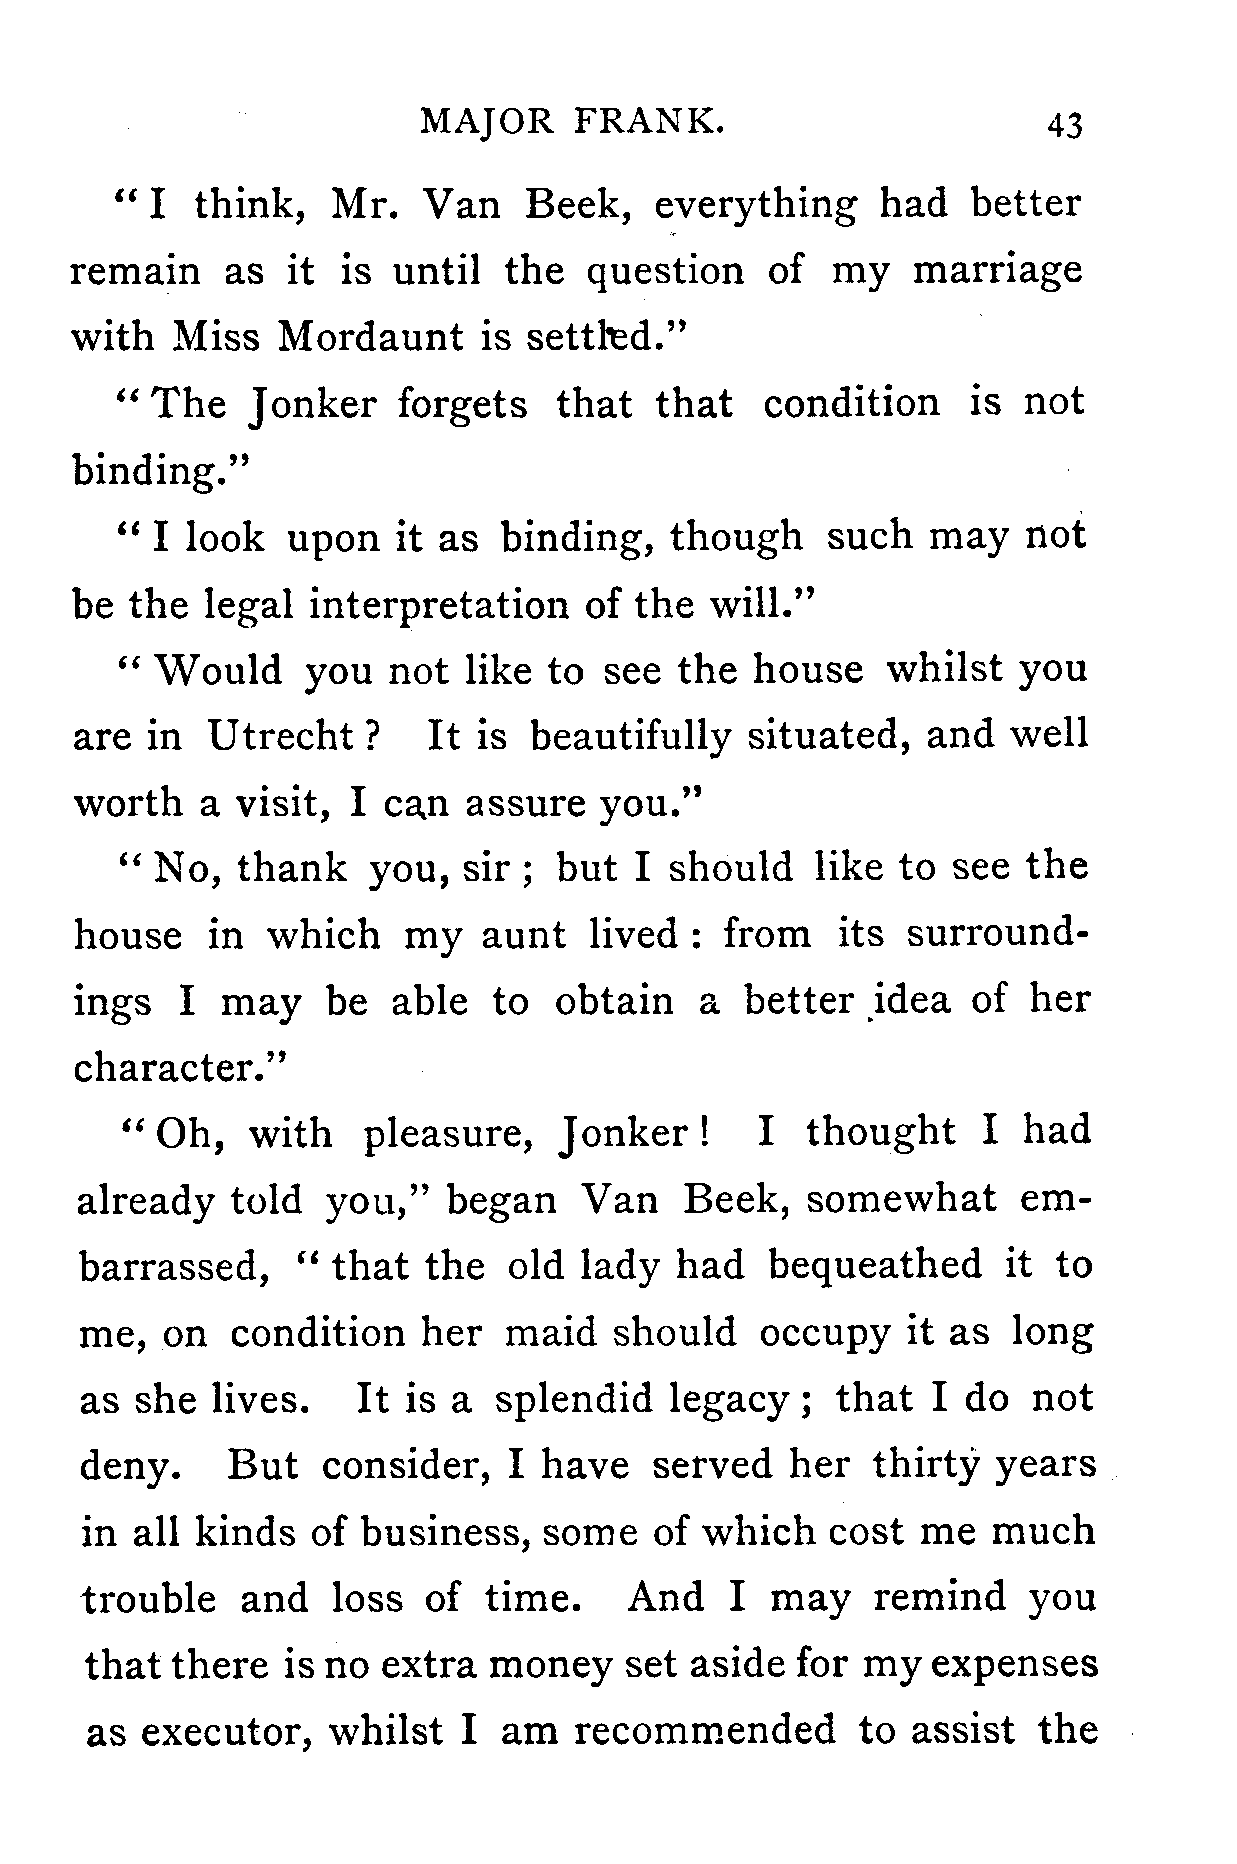 MAJOR FRANK. 43
“ I think, Mr. Van Beek, everything had better
remain as it is until the question of my marriage
with Miss Mordaunt is settled.”
“ The Jonker forgets that that condition is not
binding.”
“ I look upon it as binding, though such may not
be the legal interpretation of the will.”
“ Would you not like to see the house whilst you
are in Utrecht ? It is beautifully situated, and well
worth a visit, I can assure you.”
“ No, thank you, sir ; but I should like to see the
house in which my aunt lived : from its surround-
ings I may be able to obtain a better idea of her
character.”
“ Oh, with pleasure, Jonker ! I thought I had
already told you,” began Van Beek, somewhat em-
barrassed, “ that the old lady had bequeathed it to
me, on condition her maid should occupy it as long
as she lives. It is a splendid legacy ; that I do not
deny. But consider, I have served her thirty years
in all kinds of business, some of which cost me much
trouble and loss of time. And I may remind you
that there is no extra money set aside for my expenses
as executor, whilst I am recommended to assist the